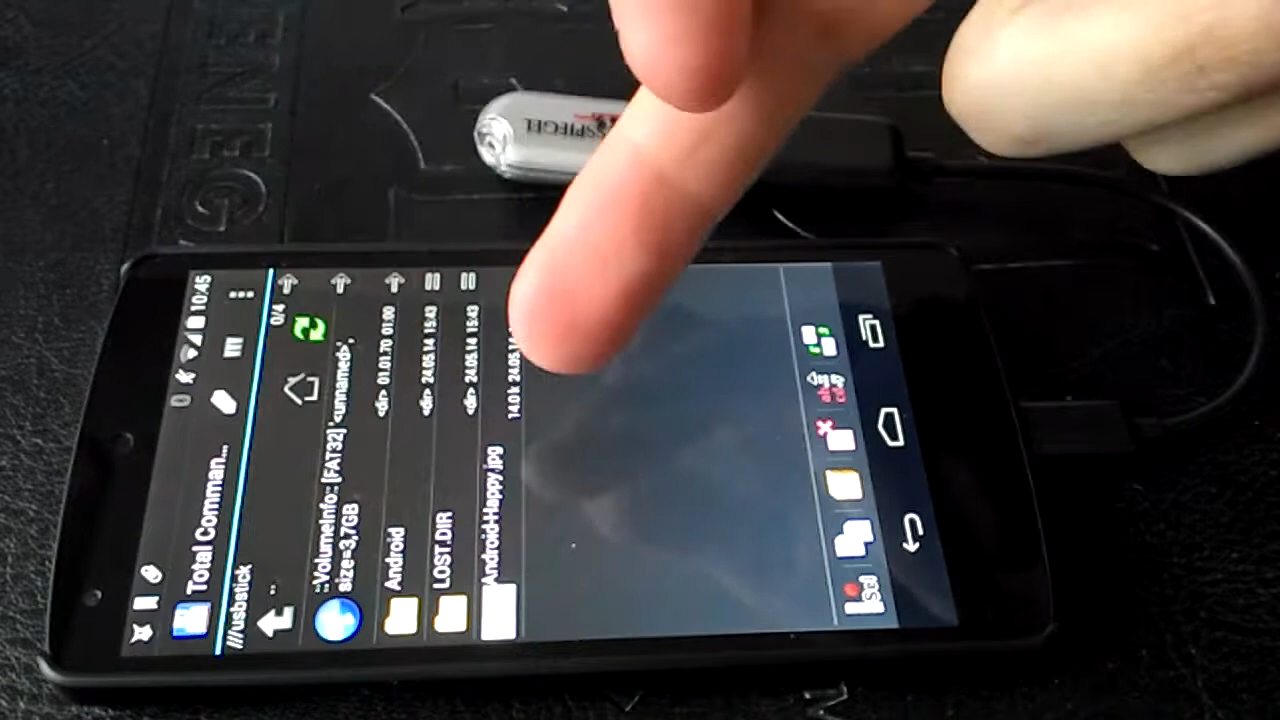 10:45
Total Comman...
///usbstick
0/4
..
::VolumeInfo:: [FAT32] '<unnamed>',
size=3,7GB
<dir> 01.01.70 01:00
Android
<dir> 24.05.14 15:43
LOST.DIR
<dir> 24.05.14 15:43
Android-Happy.jpg
14.0 k 24.05.14
SPIEGEL